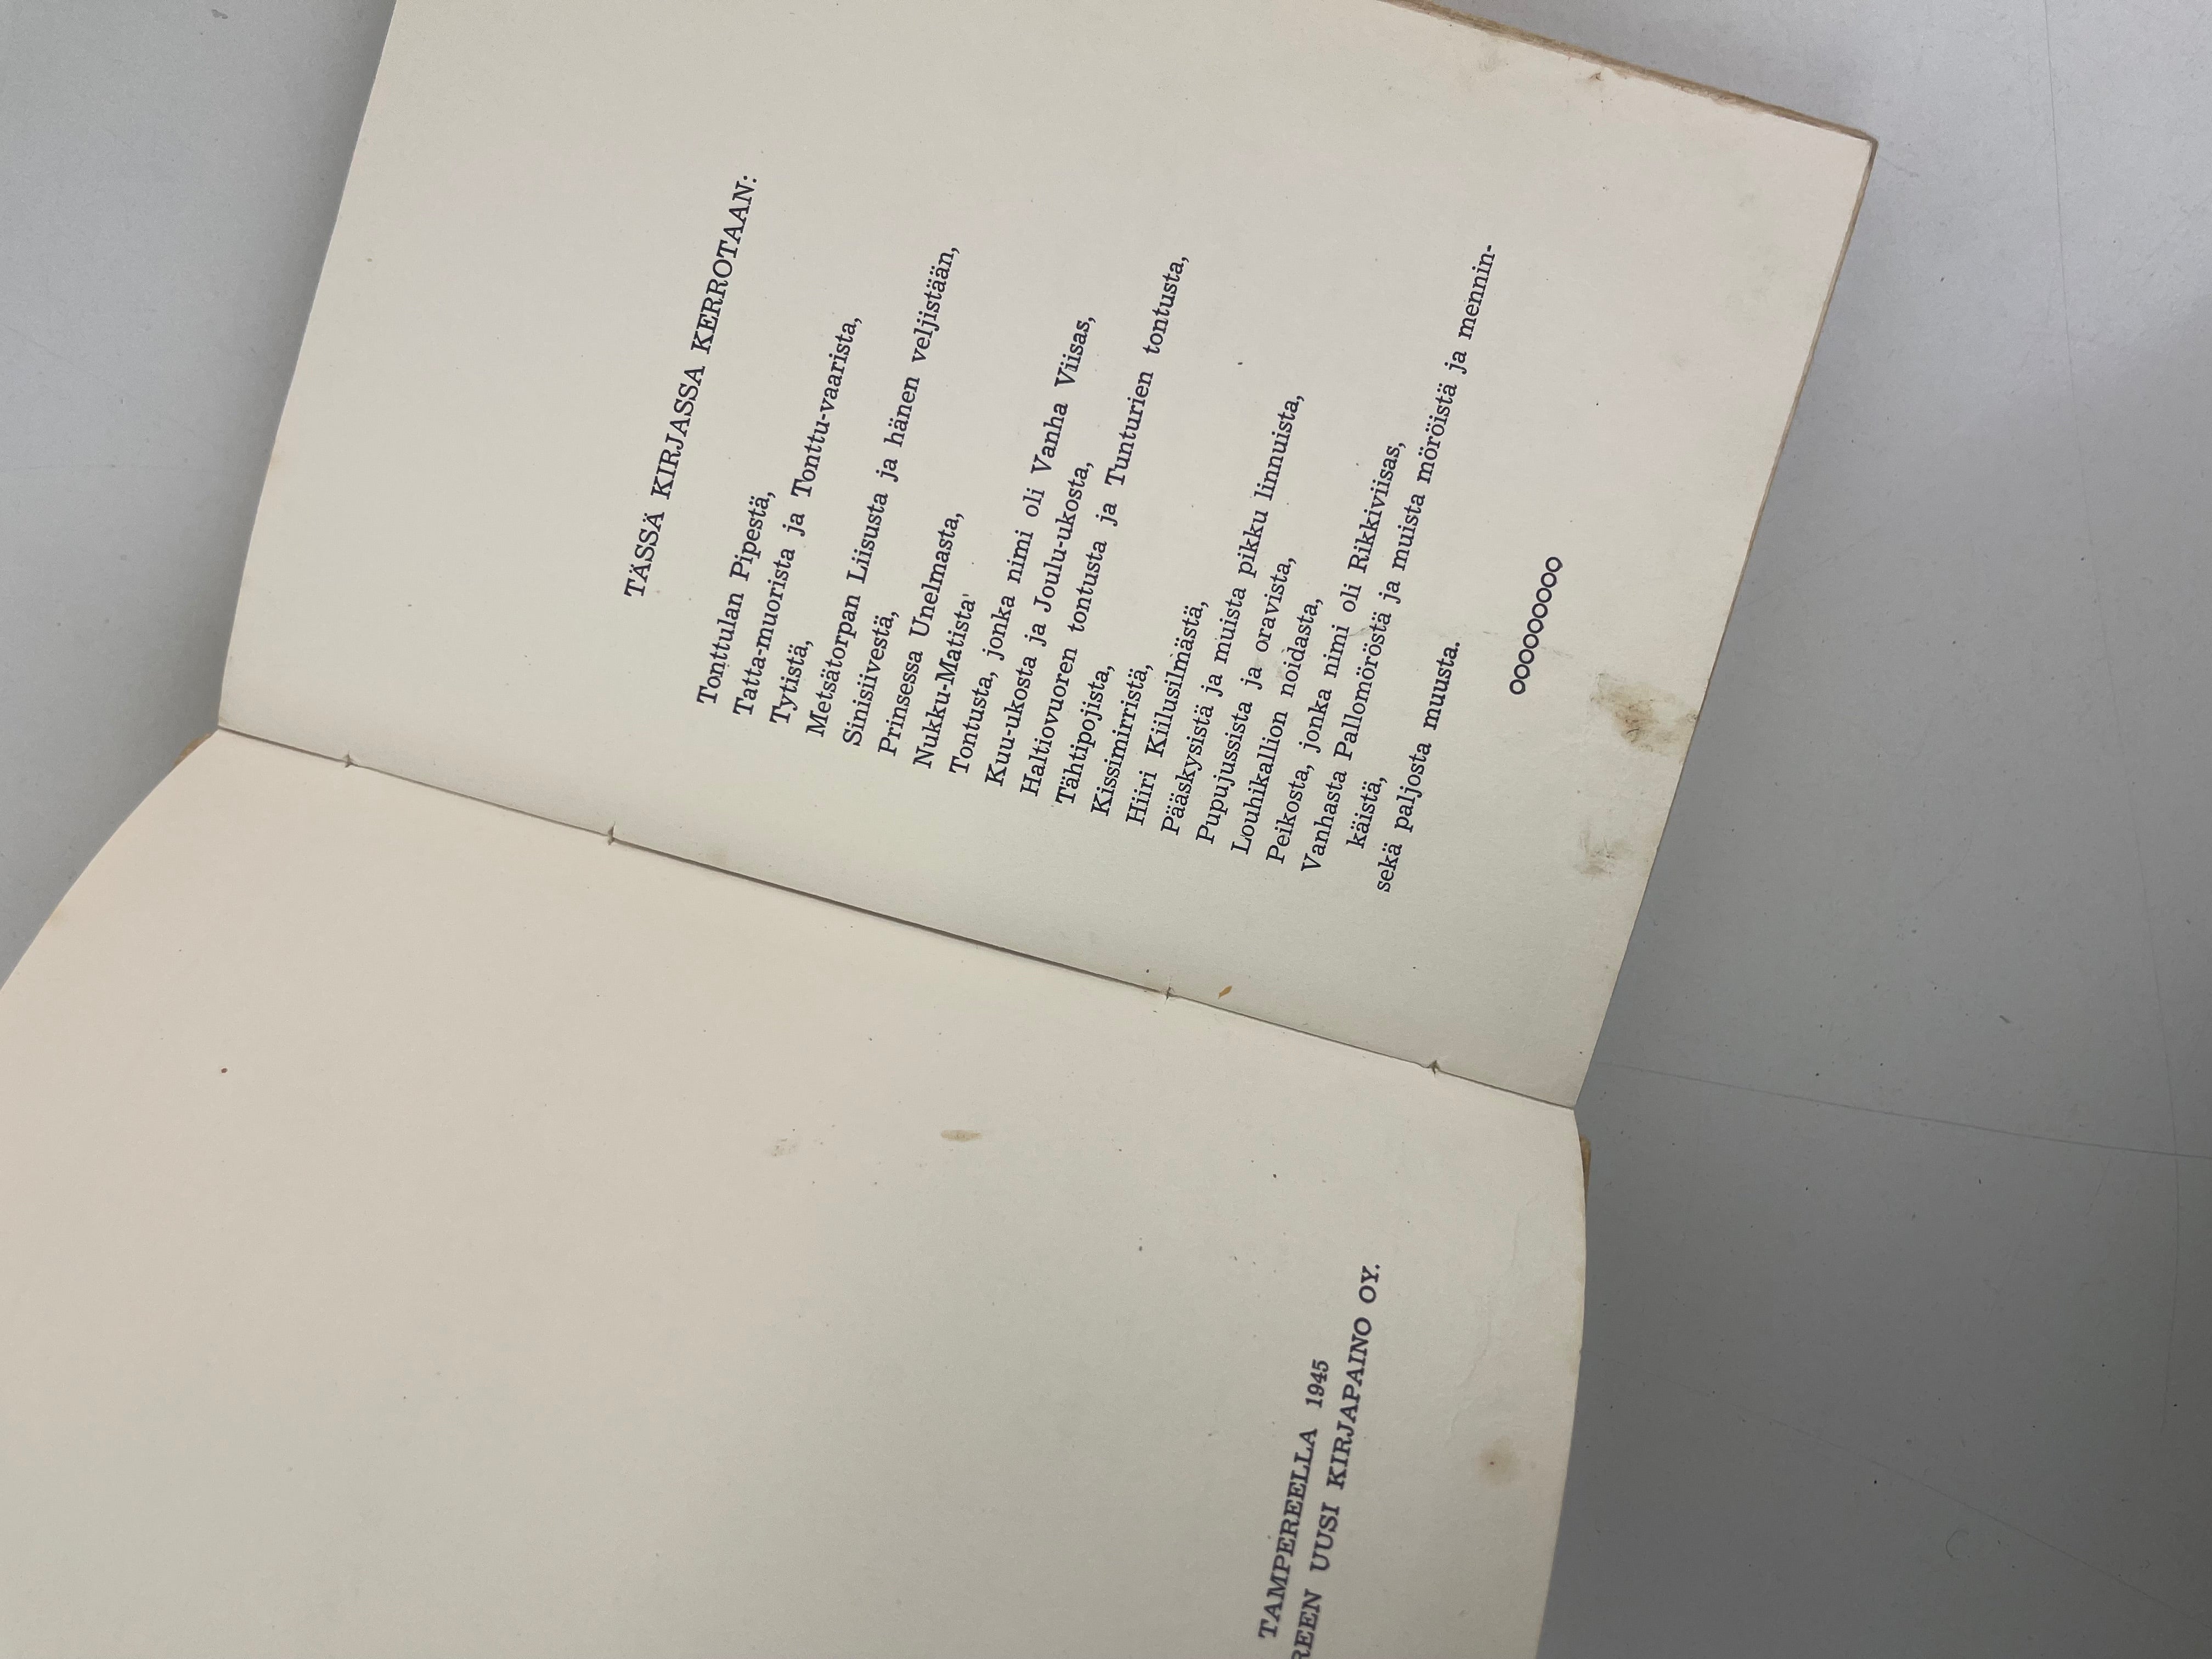 TAMPEREELLA 1945
REEN UUSI KIRJAPAINO OY.
TÄSSÄ KIRJASSA KERROTAAN:
Tonttulan Pipestä,
Tatta-muorista ja Tonttu-vaarista,
Tytistä,
Metsätorpan Liisusta ja hänen veljistään,
Sinisiivestä,
Prinsessa Unelmasta,
Nukku-Matista'
Tontusta, jonka nimi oli Vanha Viisas,
Kuu-ukosta ja Joulu-ukosta,
Haltiovuoren tontusta ja Tunturien tontusta,
Tähtipojista,
Kissimirristä,
Hiiri Kiilusilmästä,
Pääskysistä ja muista pikku linnuista,
Pupujussista ja oravista,
Louhikallion noidasta,
Peikosta, jonka nimi oli Rikkiviisas,
Vanhasta Pallomöröstä ja muista möröistä ja mennin-
käistä,
sekä paljosta muusta.